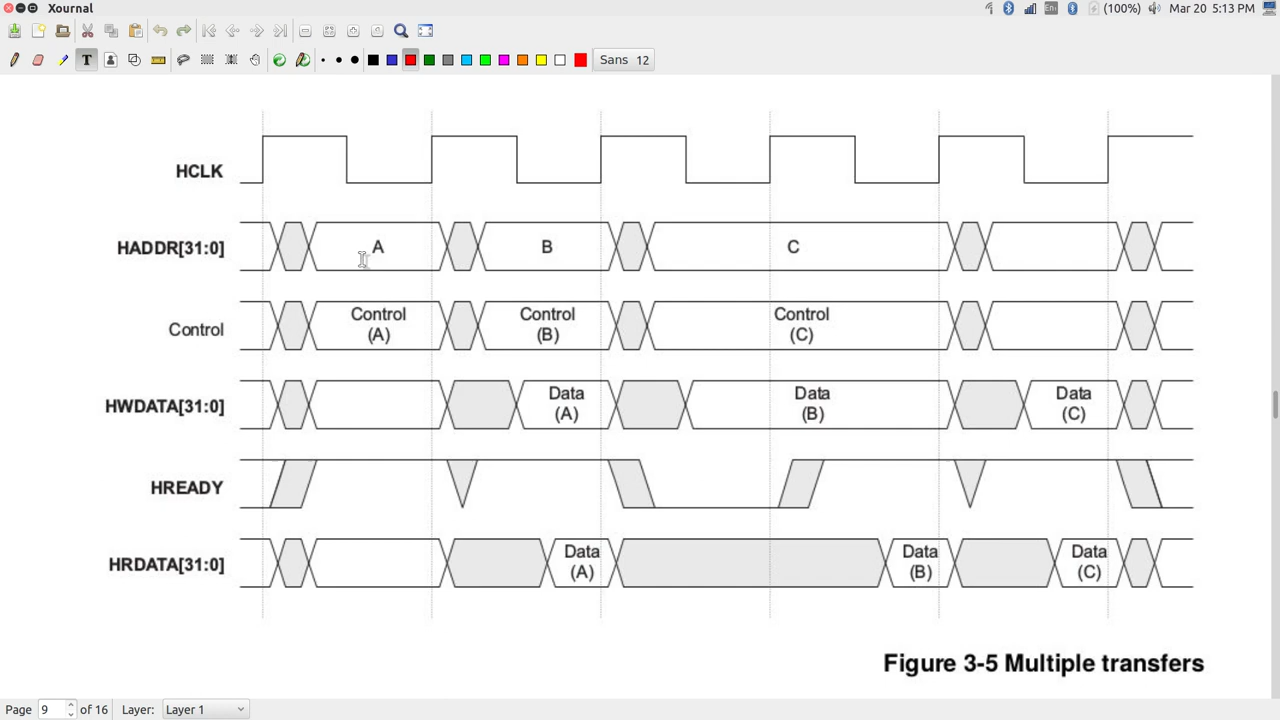 Xournal
En
(100%)
Mar 20 5:13 PM
T
Sans 12
HCLK
HADDR[31:0]
A
B
C
Control
Control
(A)
Control
(B)
Control
(C)
HWDATA[31:0]
Data
(A)
Data
(B)
Data
(C)
HREADY
HRDATA[31:0]
Data
(A)
Data
(B)
Data
(C)
Figure 3-5 Multiple transfers
Page 9 of 16 Layer: Layer 1